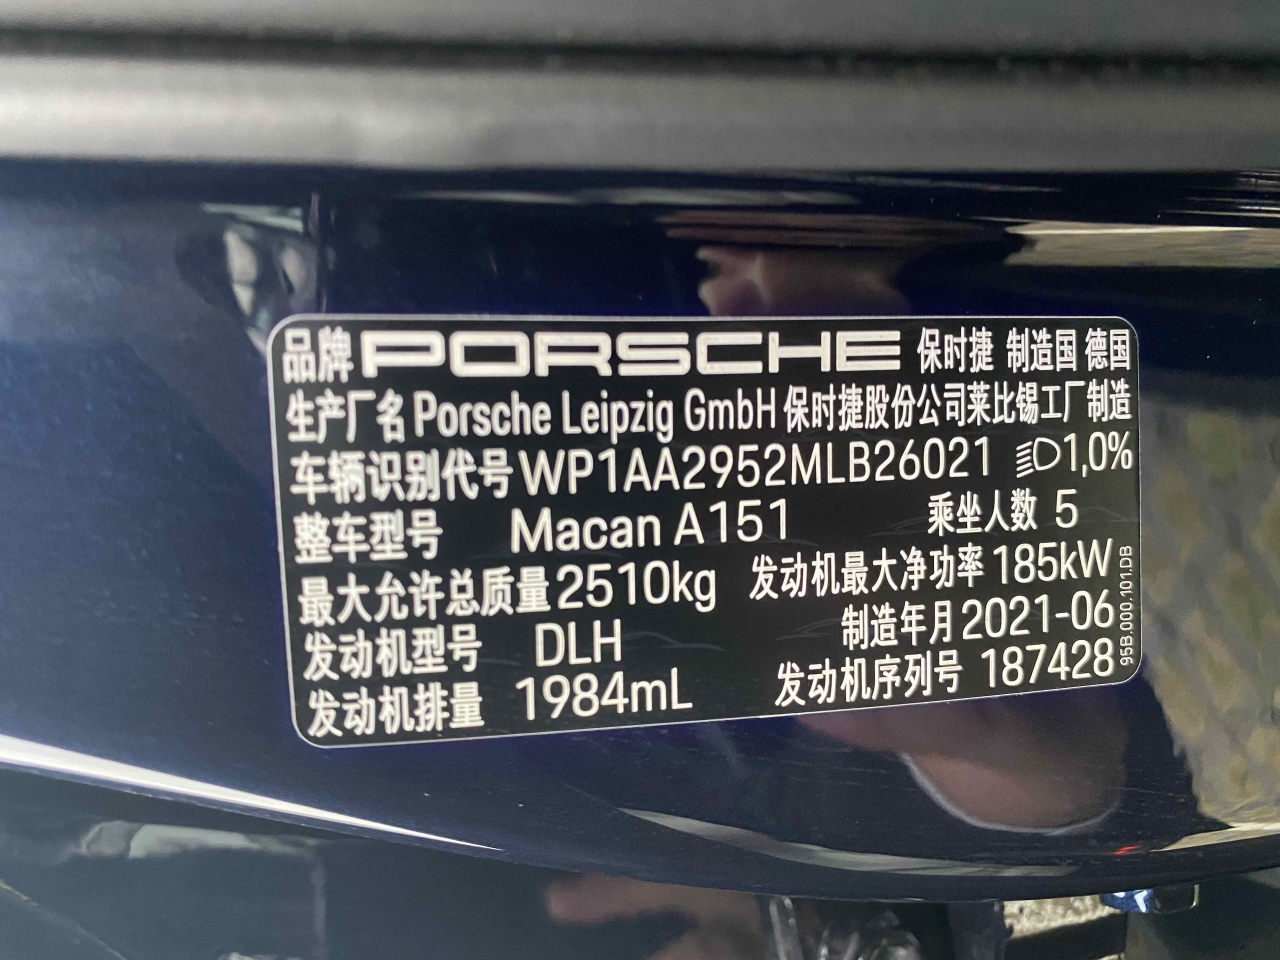 品牌 PORSCHE 保时捷 制造国 德国
生产厂名 Porsche Leipzig GmbH 保时捷股份公司莱比锡工厂制造
车辆识别代号 WP1AA2952MLB26021 1,0%
整车型号 Macan A151 乘坐人数 5
最大允许总质量 2510kg 发动机最大净功率 185kW
发动机型号 DLH 制造年月 2021-06
发动机排量 1984mL 发动机序列号 187428
95B.000.101.DB